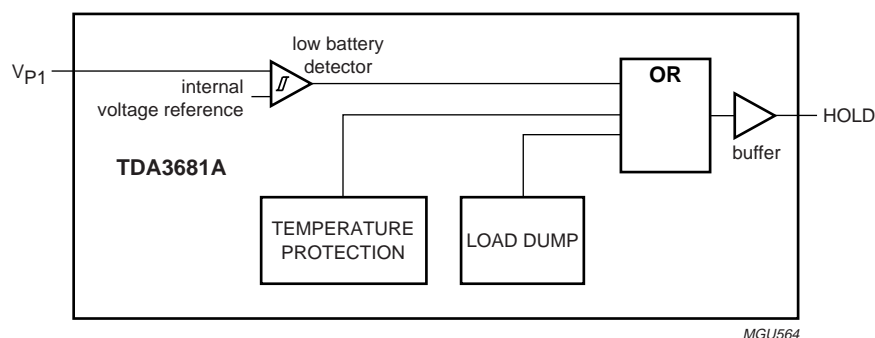 V_P1
low battery
detector
internal
voltage reference
OR
HOLD
buffer
TDA3681A
TEMPERATURE
PROTECTION
LOAD DUMP
MGU564